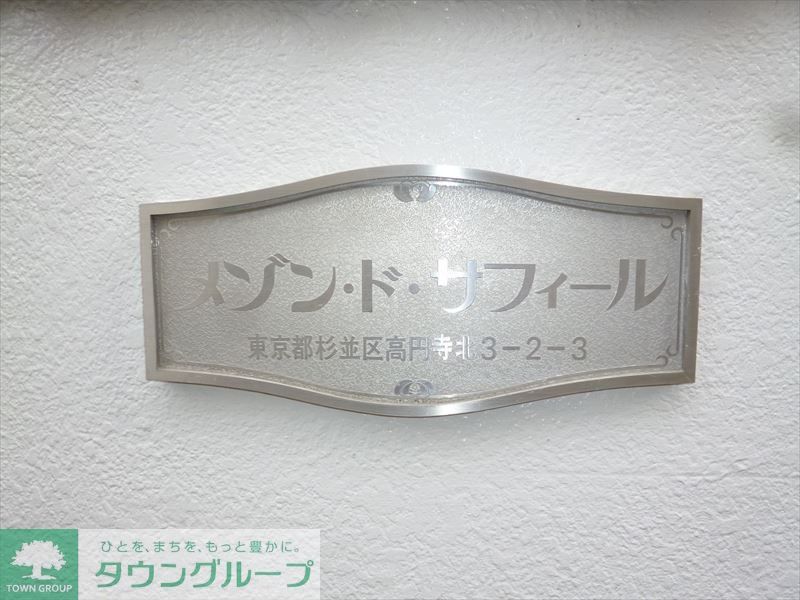 メゾン・ド・サフィール
東京都杉並区高円寺北3-2-3
ひとを、まちを、もっと豊かに。
タウングループ
TOWN GROUP